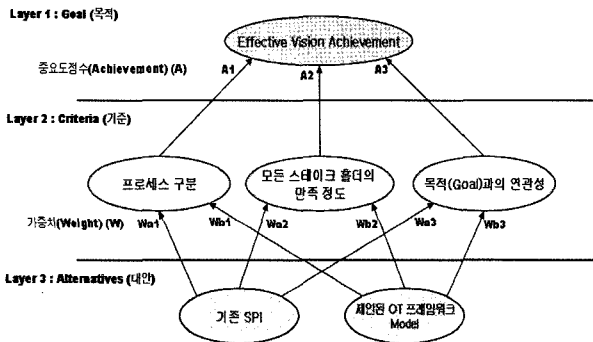 Layer 1 : Goal (목적)
Effective Vision Achievement
중요도점수(Achievement) (A)
A1
A2
A3
Layer 2 : Criteria (기준)
프로세스 구분
모든 스테이크 홀더의
만족 정도
목적(Goal)과의 연관성
가중치(Weight) (W)
Wa1
Wb1
Wa2
Wb2
Wa3
Wb3
Layer 3 : Alternatives (대안)
기존 SPI
제안된 OT 프레임워크
Model